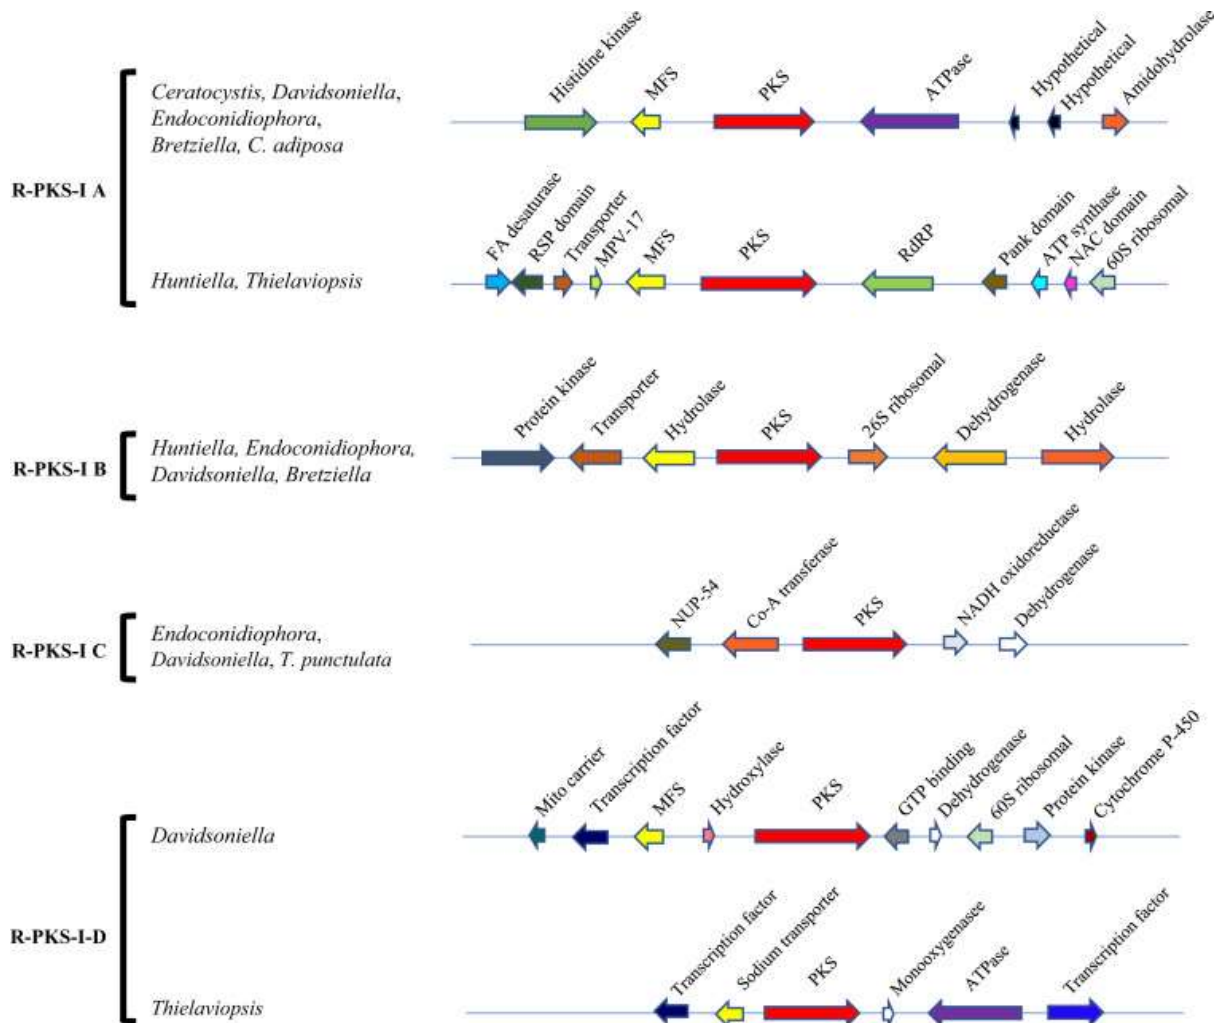 Histidine kinase
MFS
PKS
ATPase
Hypothetical
Hypothetical
Amidohydrolase
R-PKS-I A
Ceratocystis, Davidsoniella,
Endoconidiophora,
Bretziella, C. adiposa
FA desaturase
RSP domain
Transporter
MPV-17
MFS
PKS
RdRP
Pank domain
ATP synthase
NAC domain
60S ribosomal
Huntiella, Thielaviopsis
Protein kinase
Transporter
Hydrolase
PKS
26S ribosomal
Dehydrogenase
Hydrolase
R-PKS-I B
Huntiella, Endoconidiophora,
Davidsoniella, Bretziella
NUP-54
Co-A transferase
PKS
NADH oxidoreductase
Dehydrogenase
R-PKS-I C
Endoconidiophora,
Davidsoniella, T. punctulata
Mito carrier
Transcription factor
MFS
Hydroxylase
PKS
GTP binding
Dehydrogenase
60S ribosomal
Protein kinase
Cytochrome P-450
Davidsoniella
R-PKS-I-D
Transcription factor
Sodium transporter
PKS
Monooxygenasee
ATPase
Transcription factor
Thielaviopsis